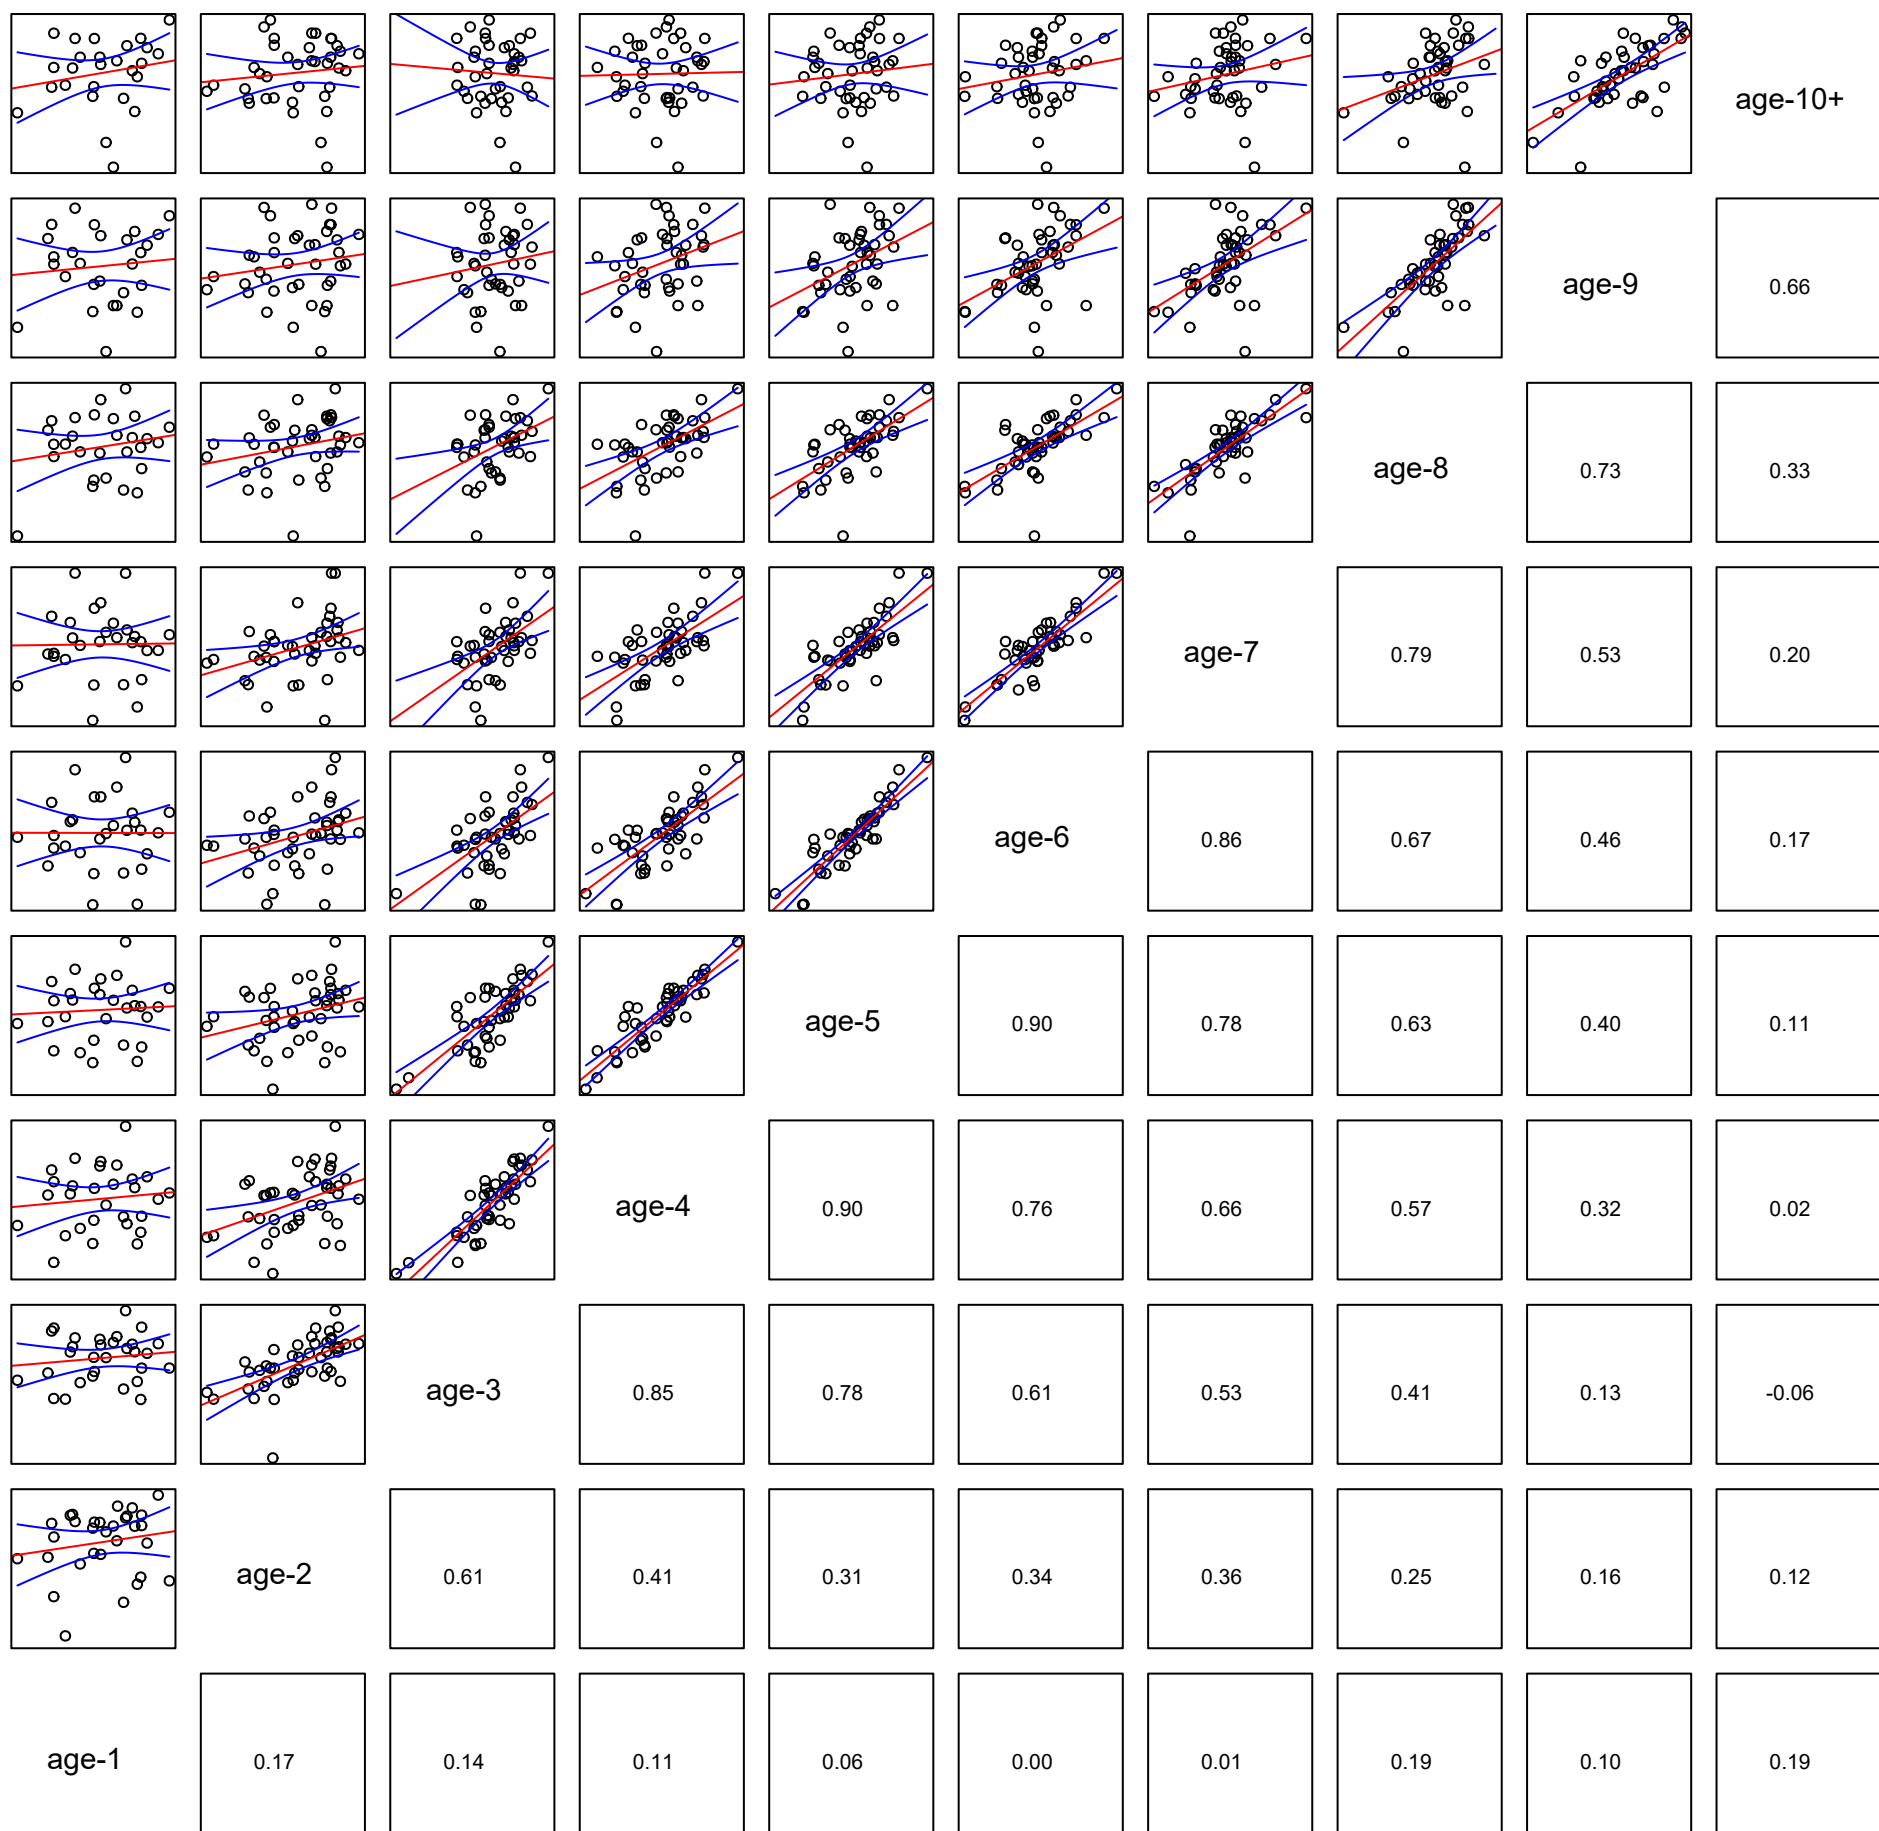 age-10+
age-9 0.66
age-8 0.73 0.33
age-7 0.79 0.53 0.20
age-6 0.86 0.67 0.46 0.17
age-5 0.90 0.78 0.63 0.40 0.11
age-4 0.90 0.76 0.66 0.57 0.32 0.02
age-3 0.85 0.78 0.61 0.53 0.41 0.13 -0.06
age-2 0.61 0.41 0.31 0.34 0.36 0.25 0.16 0.12
age-1 0.17 0.14 0.11 0.06 0.00 0.01 0.19 0.10 0.19